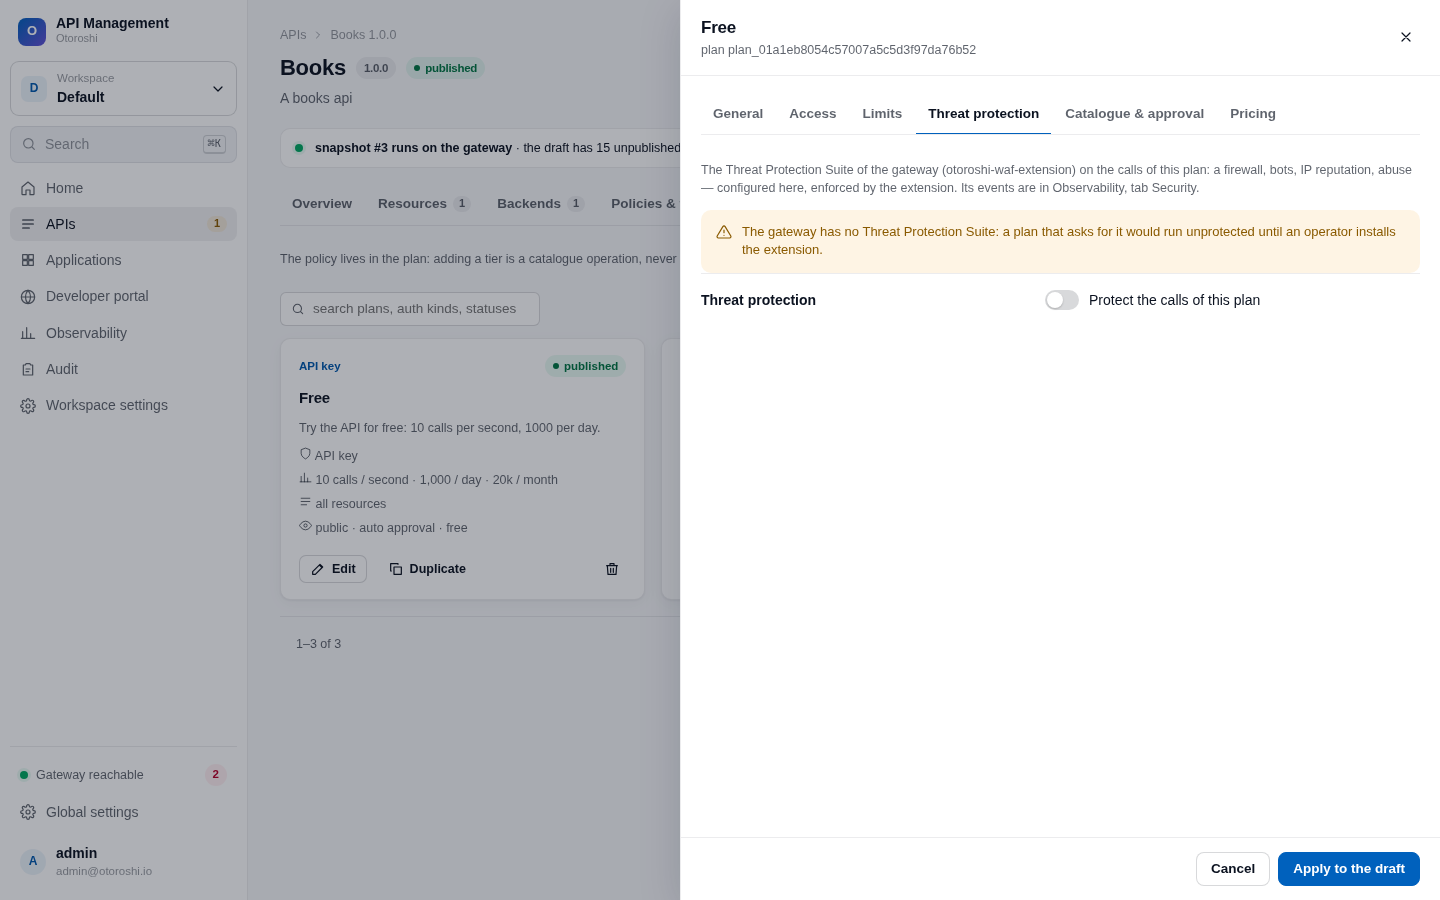 O
API Management
Otoroshi
D
Workspace
Default
Search
⌘K
Home
APIs
1
Applications
Developer portal
Observability
Audit
Workspace settings
Gateway reachable
2
Global settings
A
admin
admin@otoroshi.io
APIs
Books 1.0.0
Books
1.0.0
published
A books api
snapshot #3 runs on the gateway · the draft has 15 unpublished
Overview
Resources 1
Backends 1
Policies &
The policy lives in the plan: adding a tier is a catalogue operation, never
search plans, auth kinds, statuses
API key
published
Free
Try the API for free: 10 calls per second, 1000 per day.
API key
10 calls / second · 1,000 / day · 20k / month
all resources
public · auto approval · free
Edit
Duplicate
1–3 of 3
Free
plan plan_01a1eb8054c57007a5c5d3f97da76b52
General
Access
Limits
Threat protection
Catalogue & approval
Pricing
The Threat Protection Suite of the gateway (otoroshi-waf-extension) on the calls of this plan: a firewall, bots, IP reputation, abuse
— configured here, enforced by the extension. Its events are in Observability, tab Security.
The gateway has no Threat Protection Suite: a plan that asks for it would run unprotected until an operator installs
the extension.
Threat protection
Protect the calls of this plan
Cancel
Apply to the draft